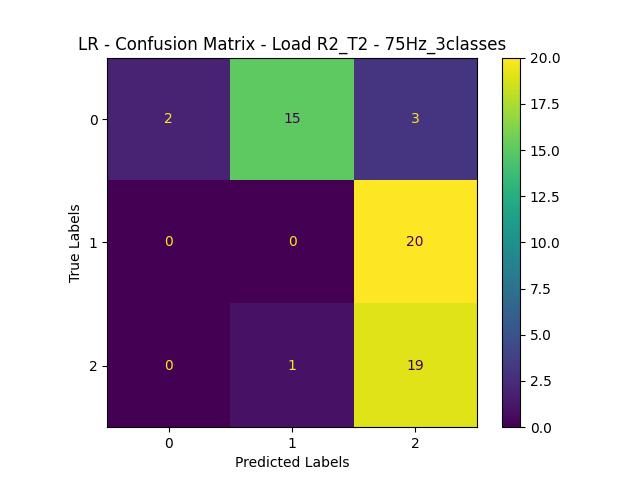 LR - Confusion Matrix - Load R2_T2 - 75Hz_3classes
True Labels
0 2 15 3
1 0 0 20
2 0 1 19
0 1 2
Predicted Labels
20.0
17.5
15.0
12.5
10.0
7.5
5.0
2.5
0.0